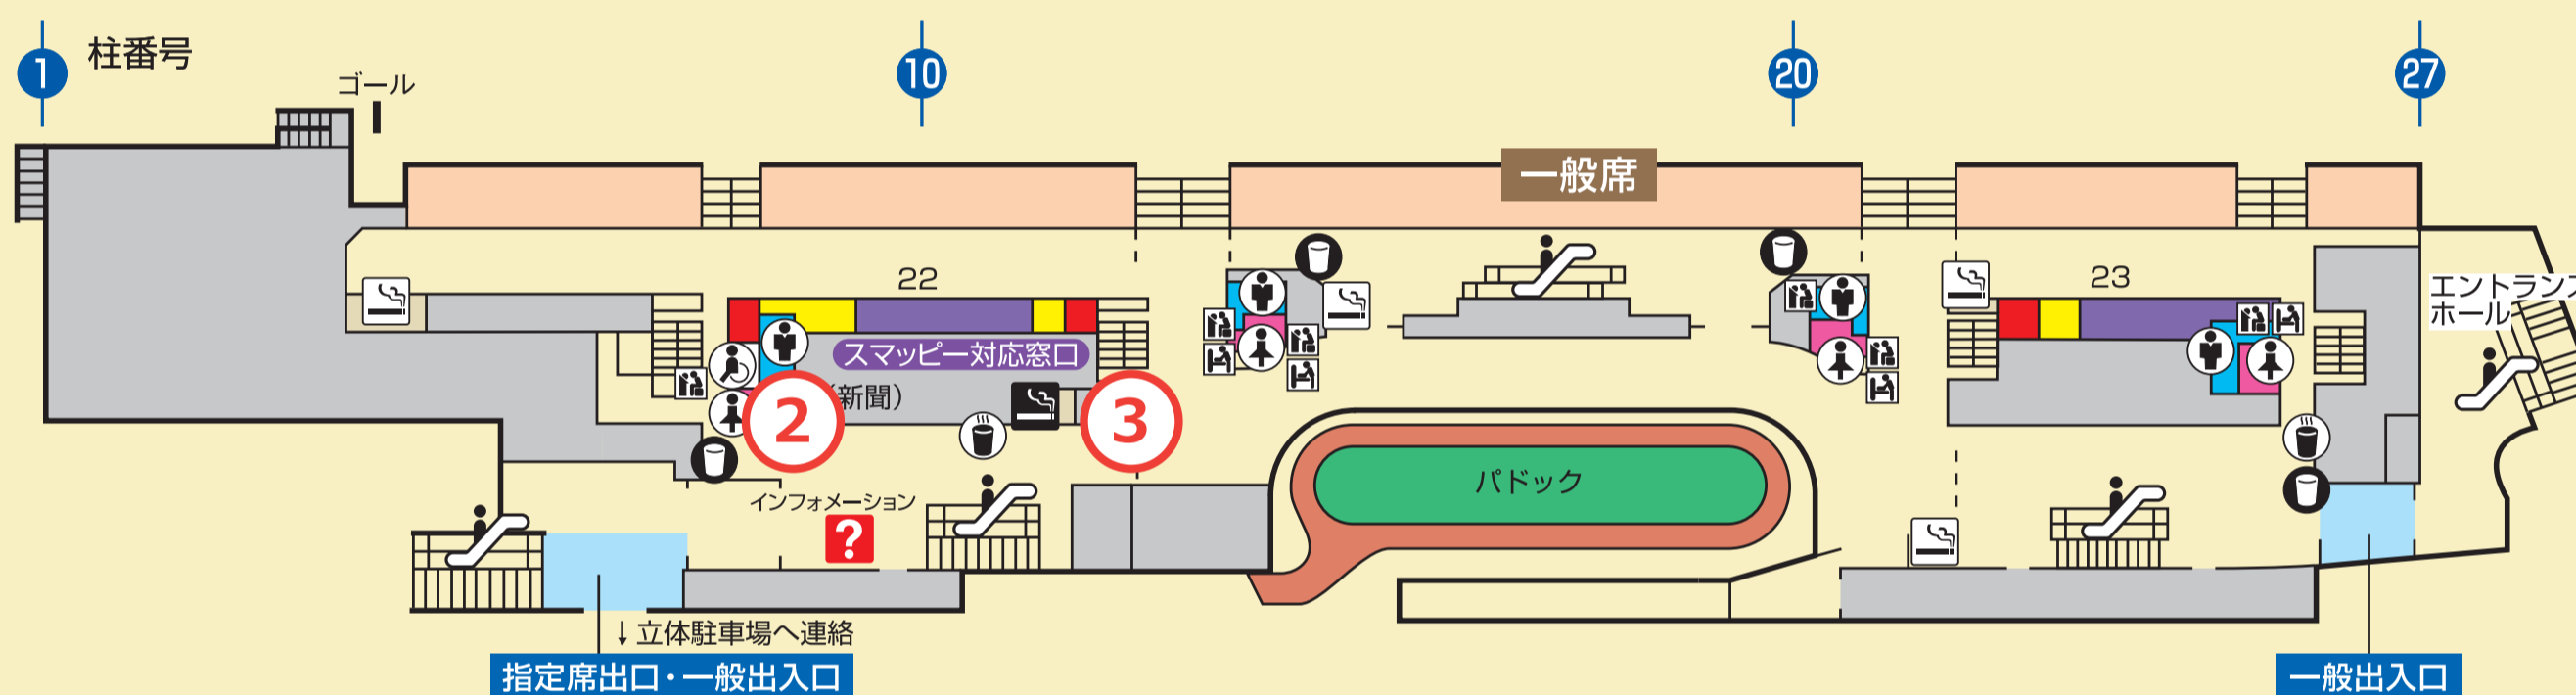 1
柱番号
10
20
27
ゴール
一般席
22
23
エントランス
ホール
スマッピー対応窓口
2
(新聞)
3
パドック
インフォメーション
?
↓立体駐車場へ連絡
指定席出口・一般出入口
一般出入口